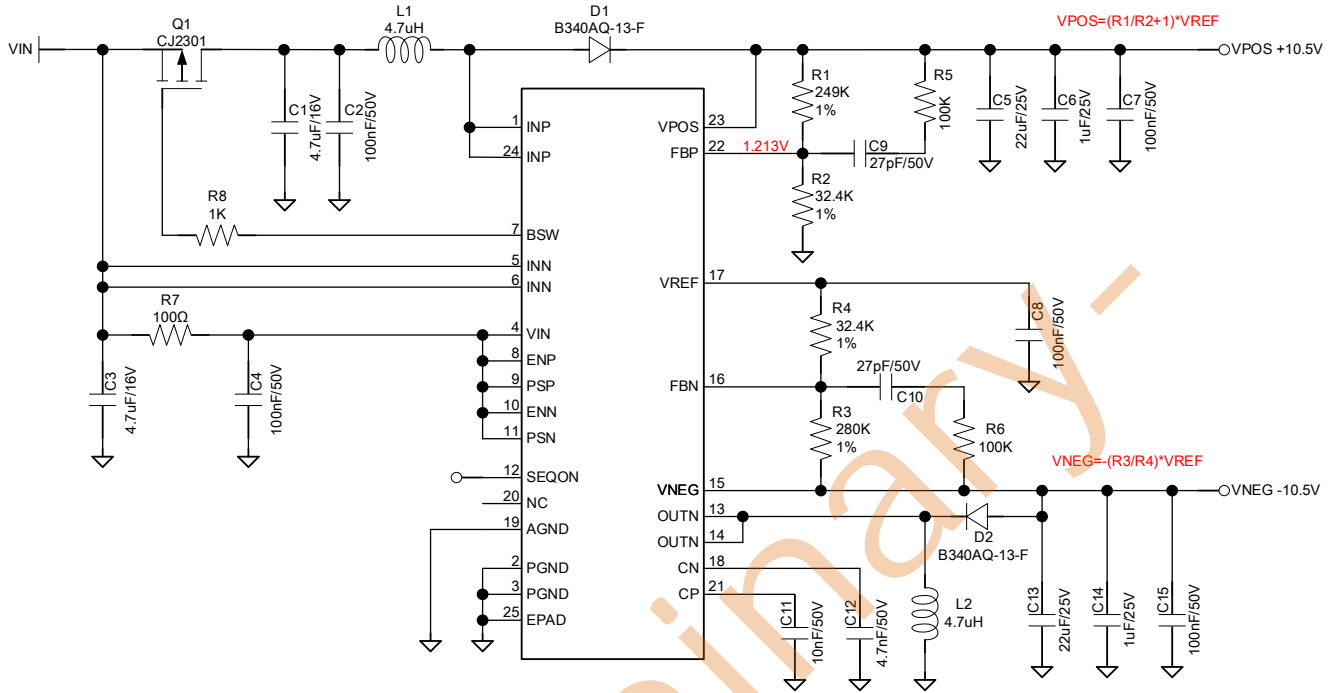 VPOS=(R1/R2+1)*VREF
VIN
Q1
CJ2301
L1
4.7uH
D1
B340AQ-13-F
VPOS +10.5V
C1
4.7uF/16V
C2
100nF/50V
R1
249K
1%
R5
100K
C5
22uF/25V
C6
1uF/25V
C7
100nF/50V
1
INP
24
INP
VPOS
23
FBP
22
1.213V
C9
27pF/50V
R2
32.4K
1%
R8
1K
7
BSW
5
INN
6
INN
VREF
17
R4
32.4K
1%
C8
100nF/50V
R7
100Ω
4
VIN
8
ENP
9
PSP
10
ENN
11
PSN
C3
4.7uF/16V
C4
100nF/50V
FBN
16
27pF/50V
C10
R3
280K
1%
R6
100K
VNEG=-(R3/R4)*VREF
12
SEQON
20
NC
19
AGND
2
PGND
3
PGND
25
EPAD
VNEG
15
VNEG -10.5V
OUTN
13
OUTN
14
D2
B340AQ-13-F
CN
18
CP
21
C11
10nF/50V
C12
4.7nF/50V
L2
4.7uH
C13
22uF/25V
C14
1uF/25V
C15
100nF/50V
inary -